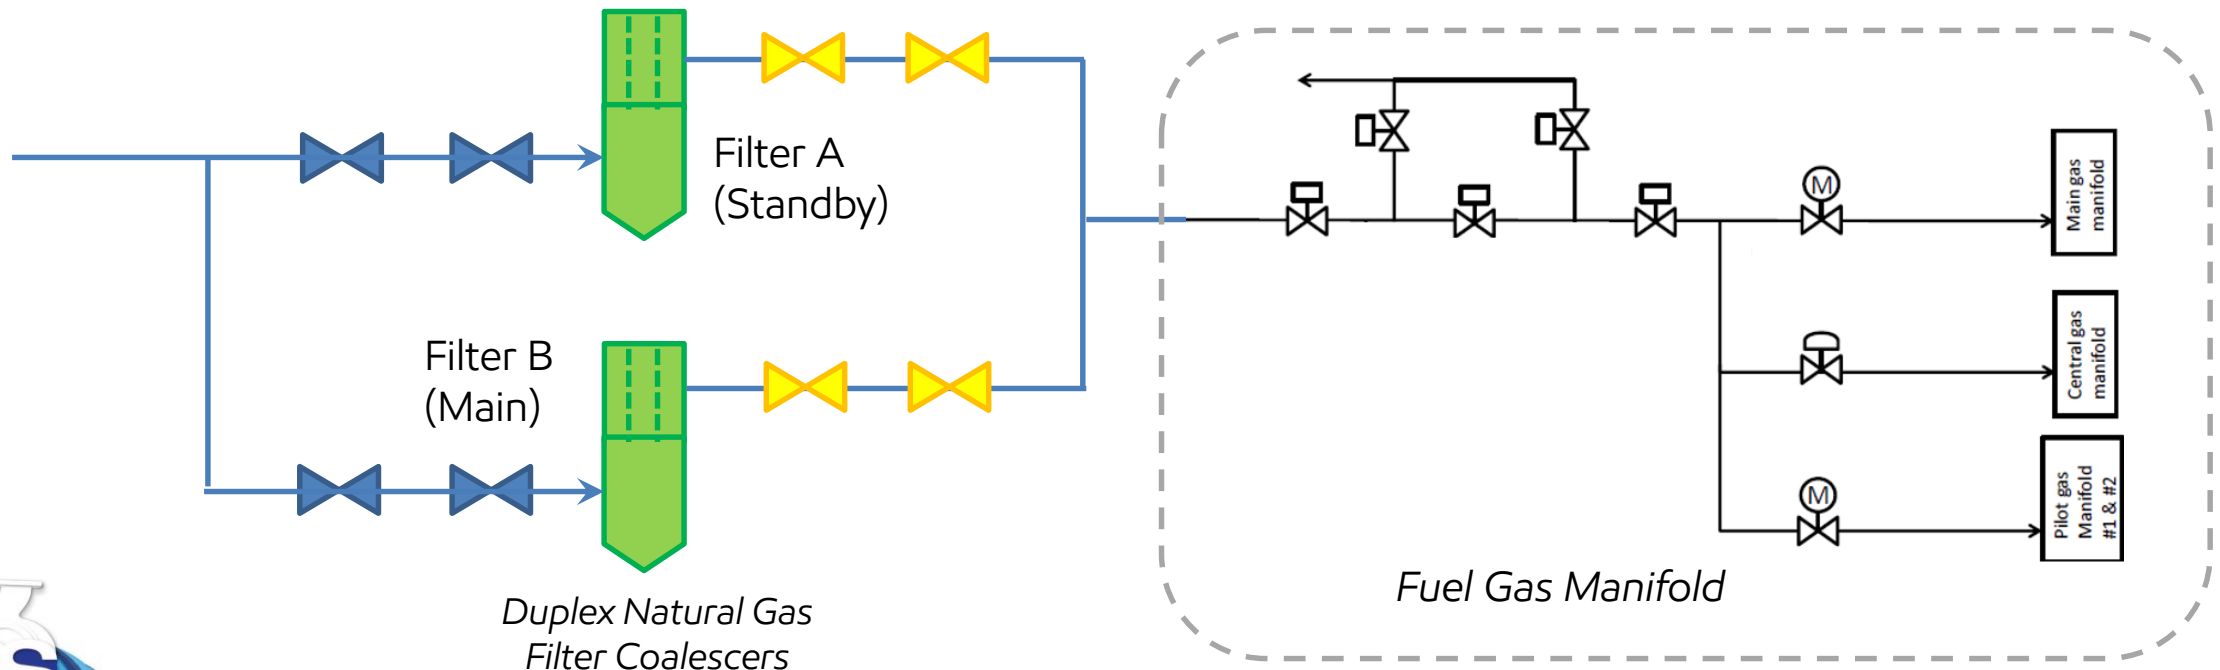 Filter A
(Standby)
Filter B
(Main)
Duplex Natural Gas
Filter Coalescers
M
Main gas
manifold
Central gas
manifold
M
Pilot gas
Manifold
#1 & #2
Fuel Gas Manifold